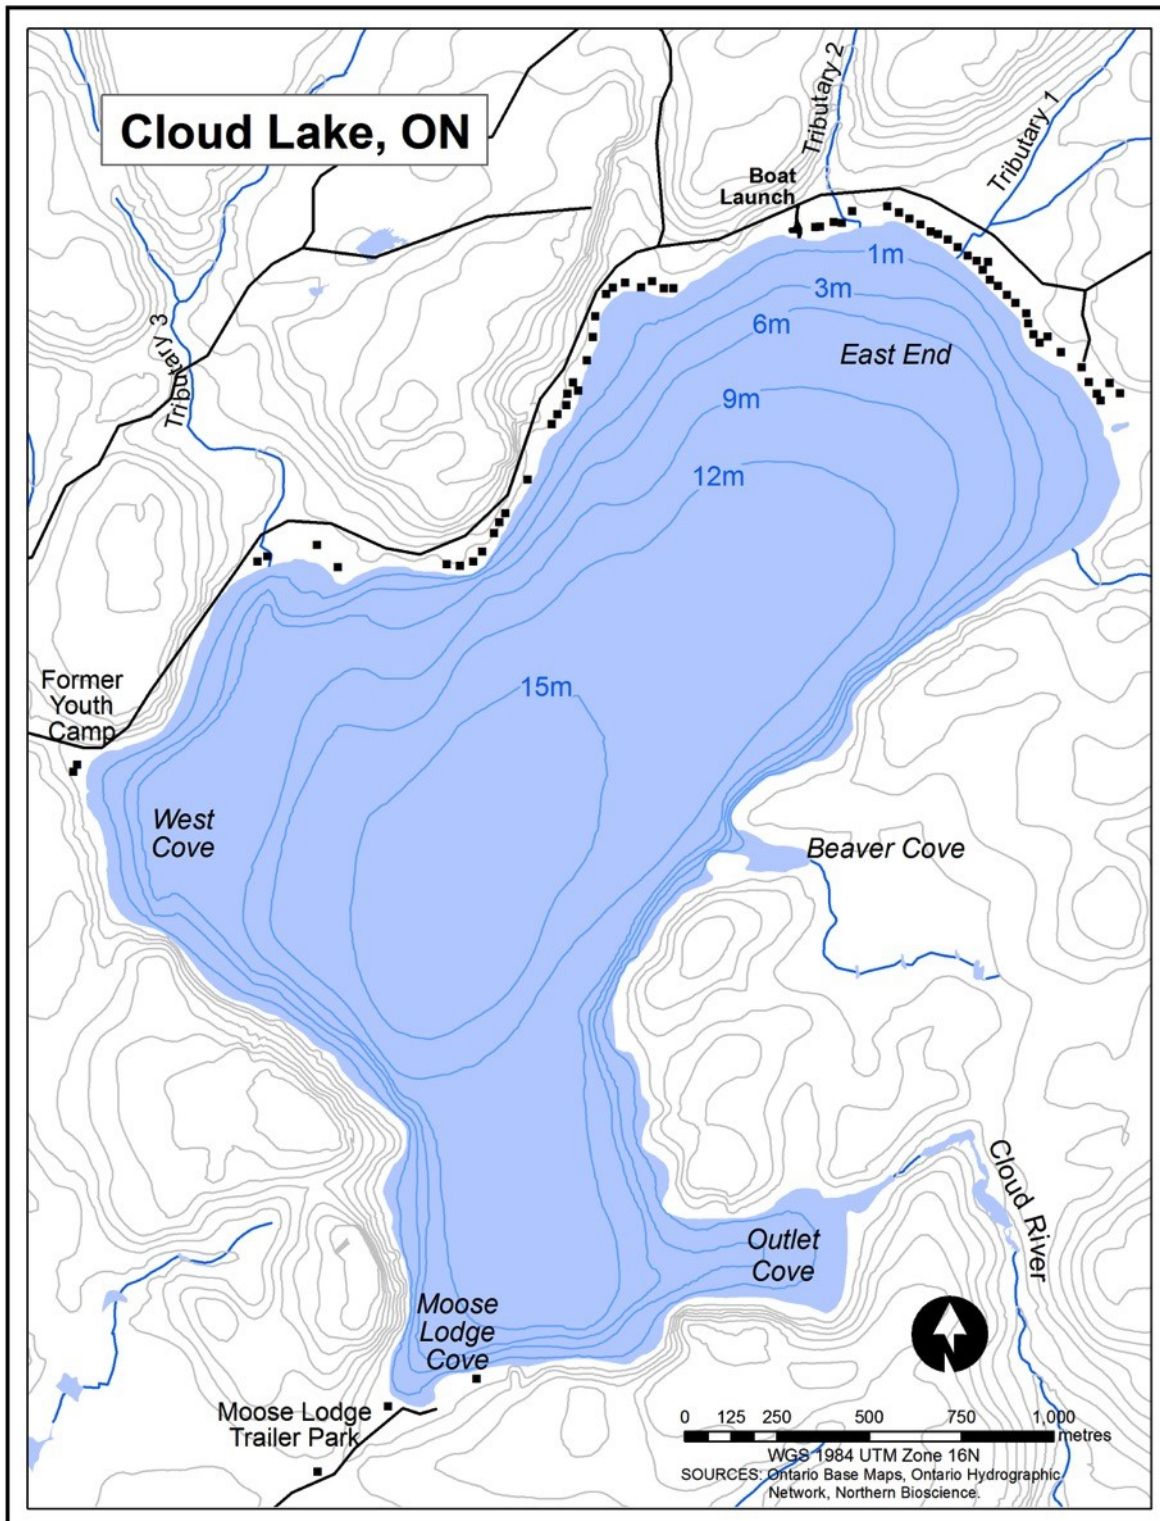 Cloud Lake, ON
Tributary 2
Tributary 1
Boat
Launch
1m
3m
6m
East End
9m
12m
Tributary 3
15m
Former
Youth
Camp
West
Cove
Beaver Cove
Cloud River
Outlet
Cove
Moose
Lodge
Cove
Moose Lodge
Trailer Park
N
0 125 250 500 750 1,000
metres
WGS 1984 UTM Zone 16N
SOURCES: Ontario Base Maps, Ontario Hydrographic
Network, Northern Bioscience.